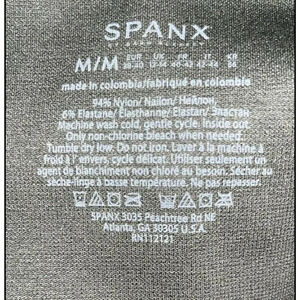 SPANX
M/M
made in colombia/fabriqué en colombie
94% Nylon/ Nailon/ Нейлон,
6% Elastane/ Élasthanne/ Elastan/ Эластан
Machine wash cold, gentle cycle. Inside out.
Only non-chlorine bleach when needed.
Tumble dry low. Do not iron. Laver à la machine à
froid à l' envers, cycle délicat. Utiliser seulement un
agent de blanchiment non chloré au besoin. Sécher au
sèche-linge à basse température. Ne pas repasser.
SPANX 3035 Peachtree Rd NE
Atlanta, GA 30305 U.S.A.
RN112121